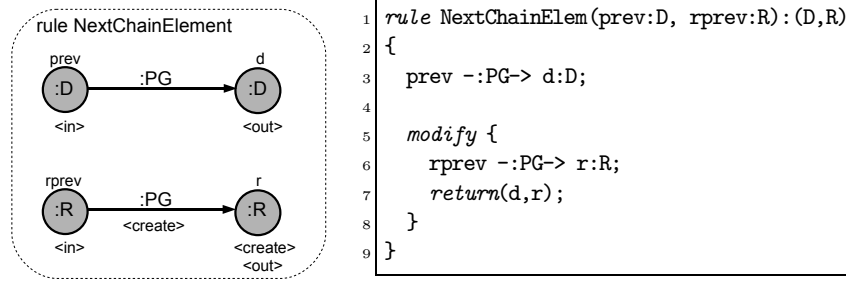 rule NextChainElement
prev
d
:D
:PG
:D
<in>
<out>
rprev
r
:R
:PG
:R
<create>
<in>
<create>
<out>
1 rule NextChainElem(prev:D, rprev:R):(D,R)
2 {
3 prev -:PG-> d:D;
4
5 modify {
6 rprev -:PG-> r:R;
7 return(d,r);
8 }
9 }